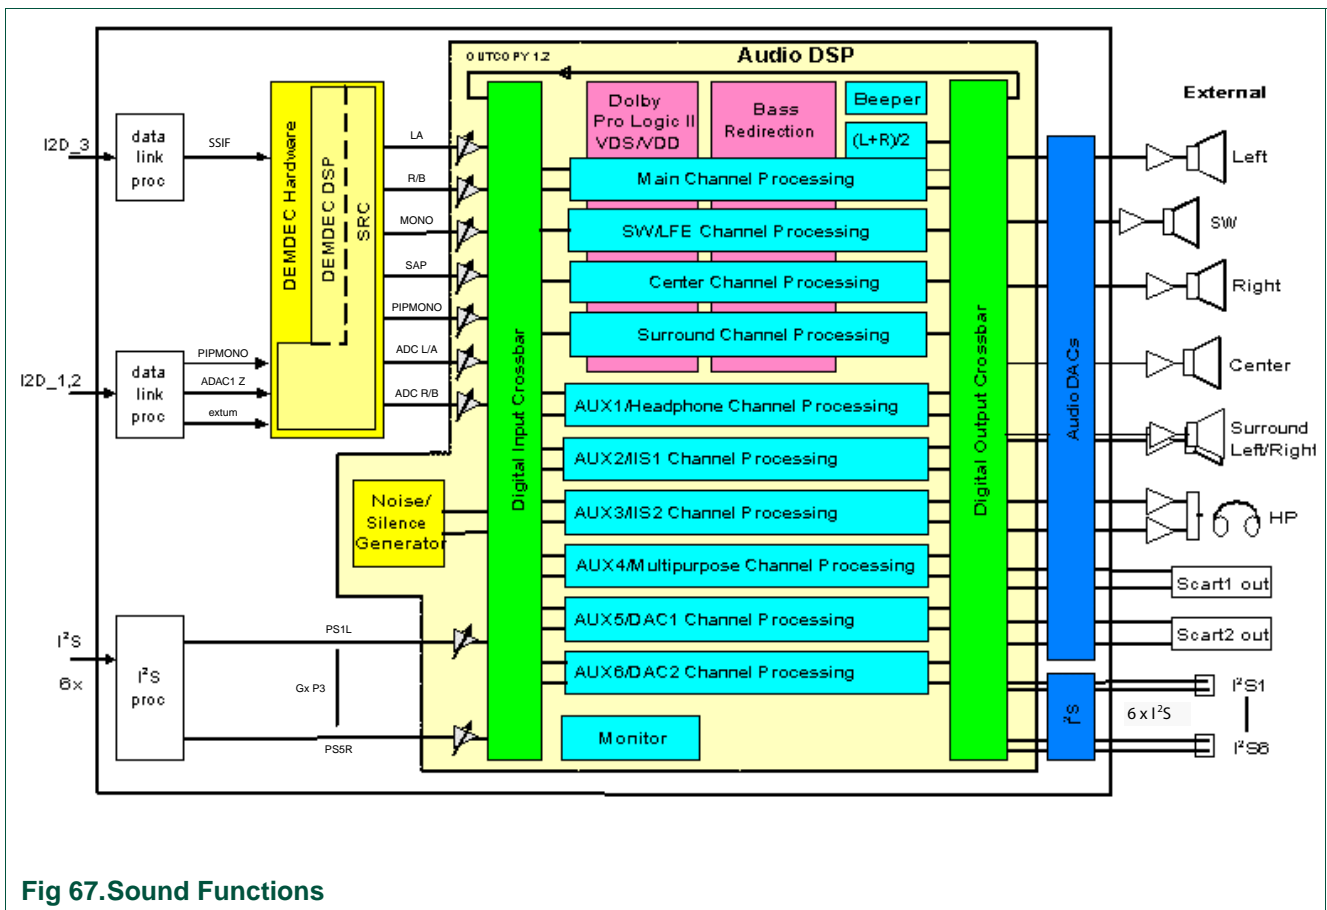 OUTCOPY 1.2
Audio DSP
External
I2D_3
data
link
proc
SSIF
DEMDEC Hardware
DEMDEC DSP
SRC
LA
R/B
MONO
SAP
PIPMONO
ADC L/A
ADC R/B
I2D_1,2
data
link
proc
PIPMONO
ADAC1 Z
extum
Noise/
Silence
Generator
I²S
6x
I²S
proc
PS1L
Gx P3
PS5R
Digital Input Crossbar
Dolby
Pro Logic II
VDS/VDD
Bass
Redirection
Beeper
(L+R)/2
Main Channel Processing
SW/LFE Channel Processing
Center Channel Processing
Surround Channel Processing
AUX1/Headphone Channel Processing
AUX2/IIS1 Channel Processing
AUX3/IIS2 Channel Processing
AUX4/Multipurpose Channel Processing
AUX5/DAC1 Channel Processing
AUX6/DAC2 Channel Processing
Monitor
Digital Output Crossbar
Audio DACs
I²S
Left
SW
Right
Center
Surround
Left/Right
HP
Scart1 out
Scart2 out
6 x I²S
I²S1
I²S6
Fig 67.Sound Functions